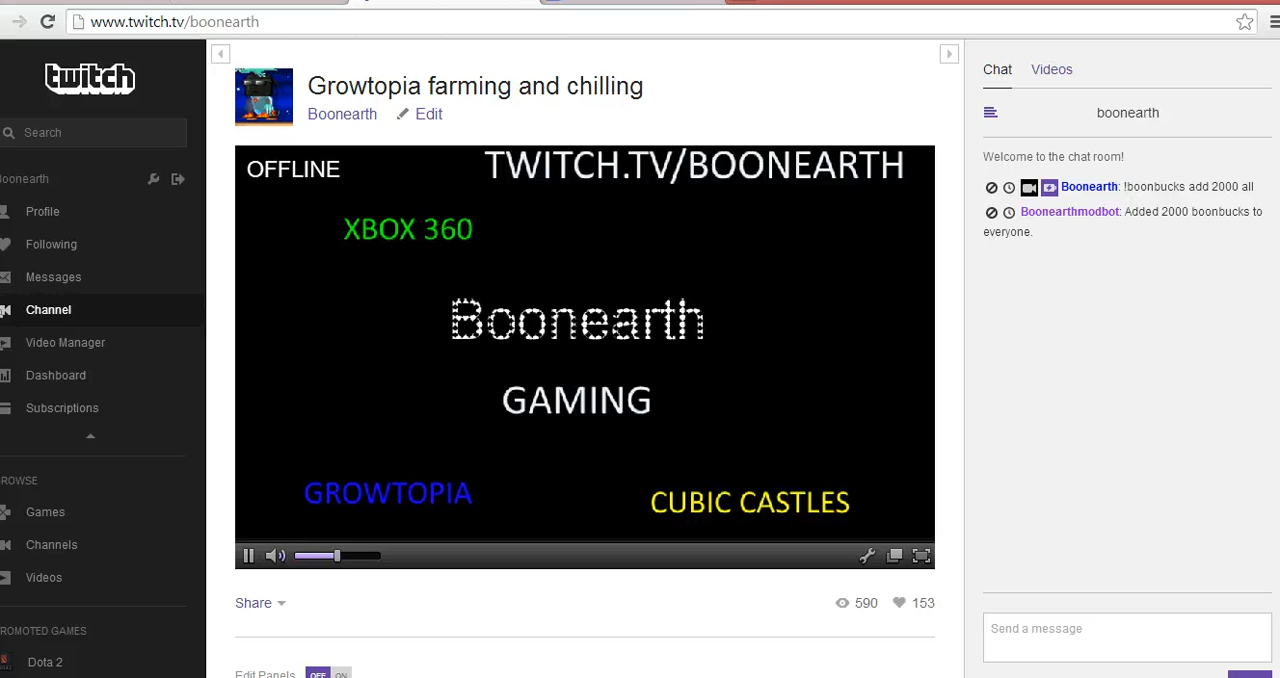 www.twitch.tv/boonearth
twitch
Search
oonearth
Profile
Following
Messages
Channel
Video Manager
Dashboard
Subscriptions
ROWSE
Games
Channels
Videos
ROMOTED GAMES
Dota 2
Growtopia farming and chilling
Boonearth Edit
OFFLINE
TWITCH.TV/BOONEARTH
XBOX 360
Boonearth
GAMING
GROWTOPIA
CUBIC CASTLES
Share
590 153
Edit Panels OFF ON
Chat Videos
boonearth
Welcome to the chat room!
Boonearth: !boonbucks add 2000 all
Boonearthmodbot: Added 2000 boonbucks to
everyone.
Send a message